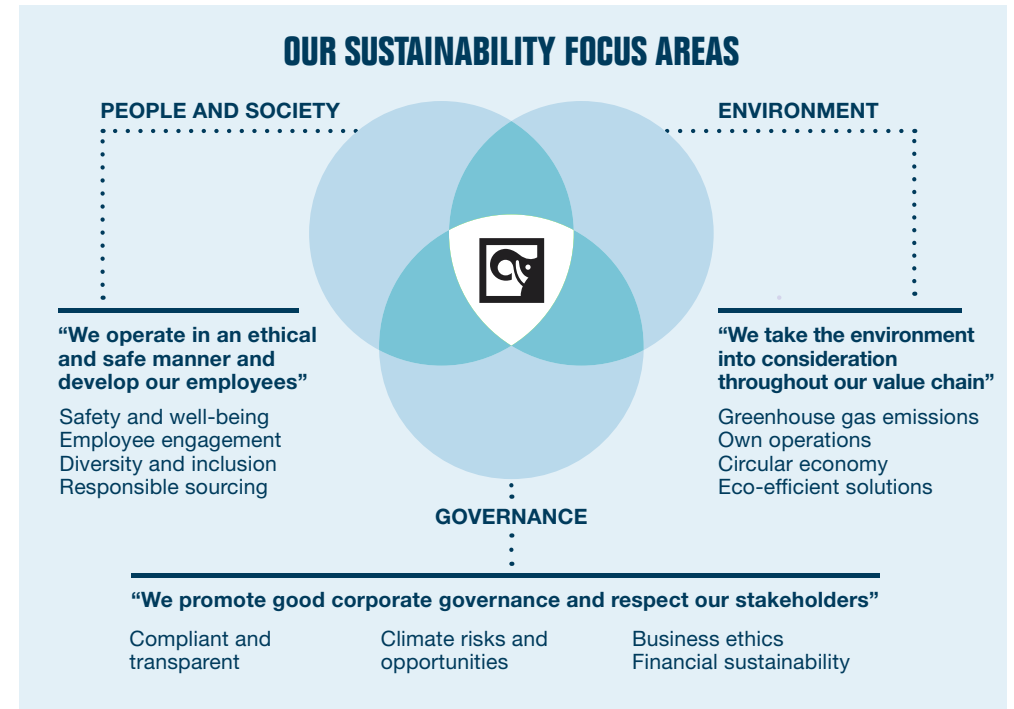 OUR SUSTAINABILITY FOCUS AREAS
PEOPLE AND SOCIETY
ENVIRONMENT
“We operate in an ethical
and safe manner and
develop our employees”
Safety and well-being
Employee engagement
Diversity and inclusion
Responsible sourcing
“We take the environment
into consideration
throughout our value chain”
Greenhouse gas emissions
Own operations
Circular economy
Eco-efficient solutions
GOVERNANCE
“We promote good corporate governance and respect our stakeholders”
Compliant and
transparent
Climate risks and
opportunities
Business ethics
Financial sustainability